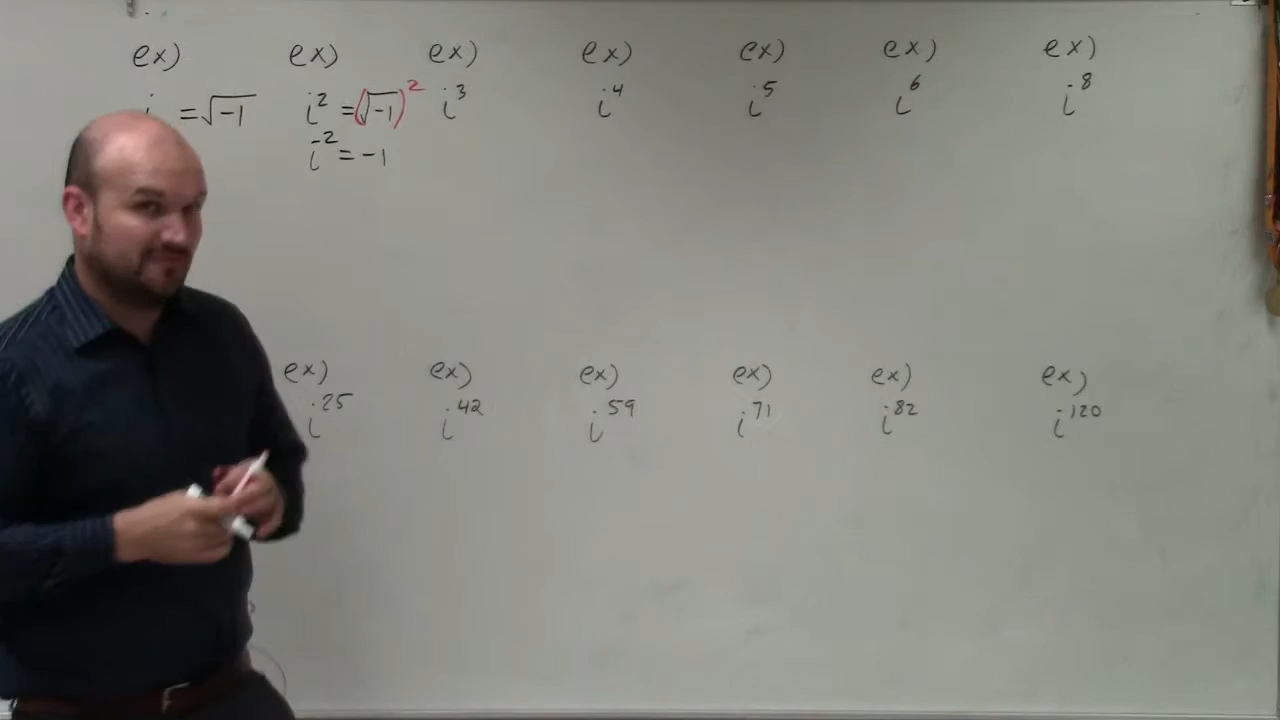 ex) ex) ex) ex) ex) ex) ex)
i = √-1 i² = (√-1)² i³ i⁴ i⁵ i⁶ i⁸
i² = -1
ex) ex) ex) ex) ex) ex)
i²⁵ i⁴² i⁵⁹ i⁷¹ i⁸² i¹²⁰